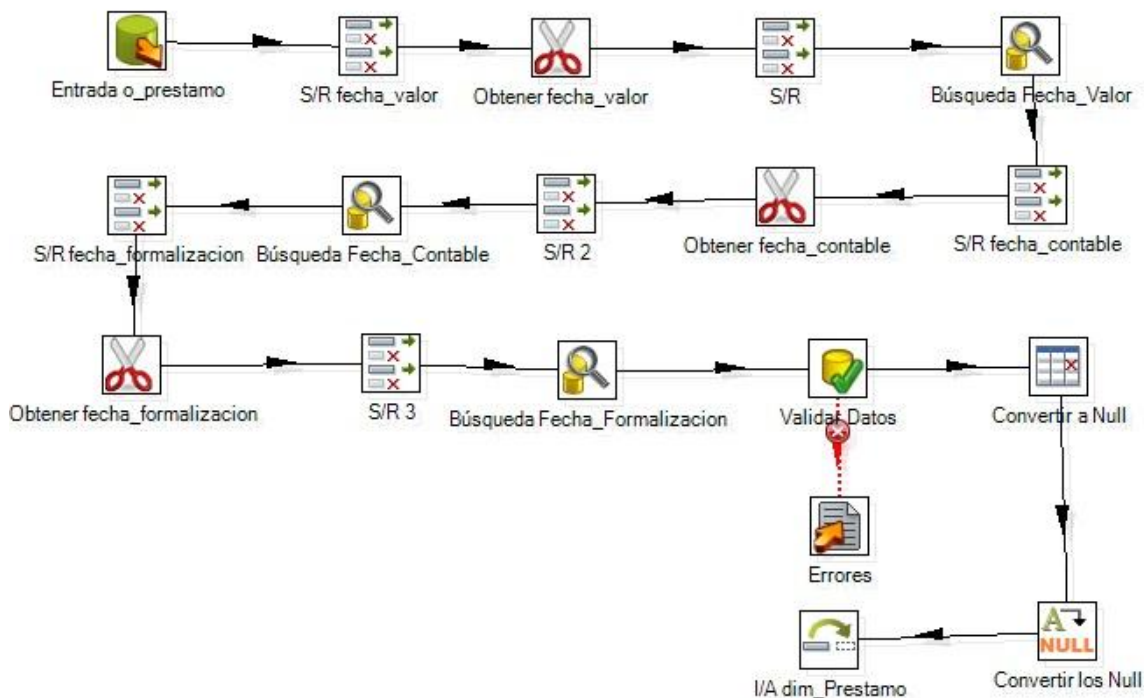 Entrada o_prestamo
S/R fecha_valor
Obtener fecha_valor
S/R
Búsqueda Fecha_Valor
S/R fecha_formalizacion
Búsqueda Fecha_Contable
S/R 2
Obtener fecha_contable
S/R fecha_contable
Obtener fecha_formalizacion
S/R 3
Búsqueda Fecha_Formalizacion
Validar Datos
Convertir a Null
Errores
A
NULL
I/A dim_Prestamo
Convertir los Null